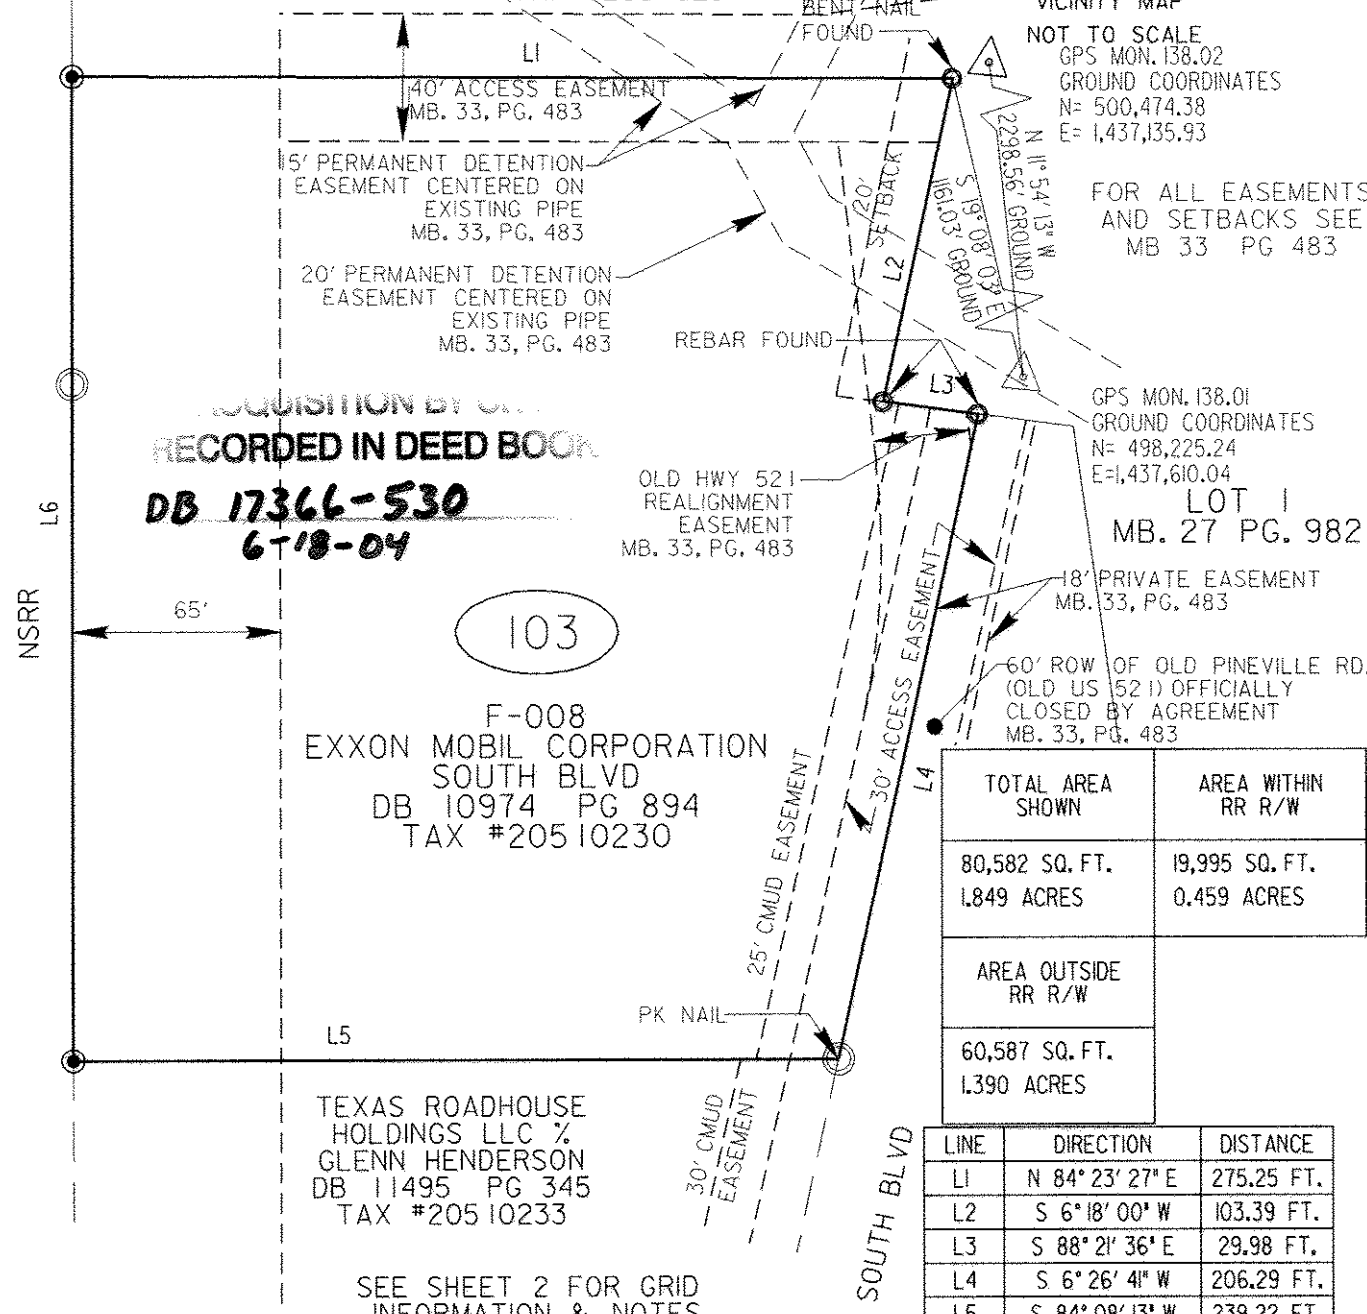 BENT NAIL
FOUND
VICINITY MAP
NOT TO SCALE
GPS MON. 138.02
GROUND COORDINATES
N= 500,474.38
E= 1,437,135.93
L1
40' ACCESS EASEMENT
MB. 33, PG. 483
15' PERMANENT DETENTION
EASEMENT CENTERED ON
EXISTING PIPE
MB. 33, PG. 483
20' PERMANENT DETENTION
EASEMENT CENTERED ON
EXISTING PIPE
MB. 33, PG. 483
20'
SETBACK
L2
N 11° 54' 13" W
2298.56' GROUND
S 19° 08' 03" E
1161.03' GROUND
FOR ALL EASEMENTS
AND SETBACKS SEE
MB 33 PG 483
REBAR FOUND
L3
GPS MON. 138.01
GROUND COORDINATES
N= 498,225.24
E=1,437,610.04
LOT 1
MB. 27 PG. 982
RECORDED IN DEED BOOK
DB 17366-530
6-18-04
OLD HWY 521
REALIGNMENT
EASEMENT
MB. 33, PG. 483
18' PRIVATE EASEMENT
MB. 33, PG. 483
60' ROW OF OLD PINEVILLE RD.
(OLD US 521) OFFICIALLY
CLOSED BY AGREEMENT
MB. 33, PG. 483
L6
NSRR
65'
103
F-008
EXXON MOBIL CORPORATION
SOUTH BLVD
DB 10974 PG 894
TAX #20510230
25' CMUD EASEMENT
30' ACCESS EASEMENT
L4
TOTAL AREA
SHOWN
AREA WITHIN
RR R/W
80,582 SQ. FT.
1.849 ACRES
19,995 SQ. FT.
0.459 ACRES
AREA OUTSIDE
RR R/W
60,587 SQ. FT.
1.390 ACRES
PK NAIL
L5
TEXAS ROADHOUSE
HOLDINGS LLC %
GLENN HENDERSON
DB 11495 PG 345
TAX #20510233
30' CMUD
EASEMENT
SOUTH BLVD
SEE SHEET 2 FOR GRID
INFORMATION & NOTES
LINE DIRECTION DISTANCE
L1 N 84° 23' 27" E 275.25 FT.
L2 S 6° 18' 00" W 103.39 FT.
L3 S 88° 21' 36" E 29.98 FT.
L4 S 6° 26' 41" W 206.29 FT.
L5 S 84° 08' 13" W 239.22 FT.